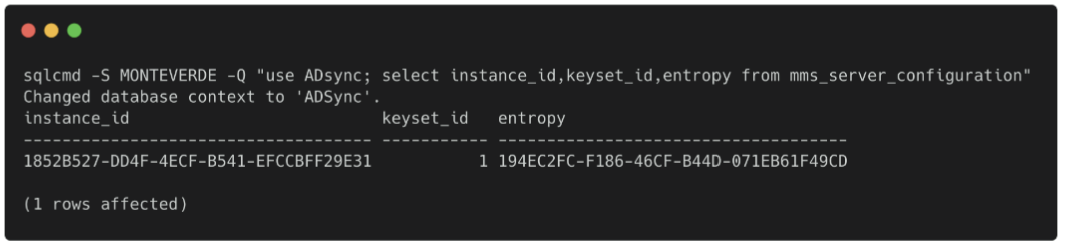 sqlcmd -S MONTEVERDE -Q "use ADsync; select instance_id,keyset_id,entropy from mms_server_configuration"
Changed database context to 'ADSync'.
instance_id                          keyset_id   entropy
------------------------------------ ----------- ------------------------------------
1852B527-DD4F-4ECF-B541-EFCCBFF29E31           1 194EC2FC-F186-46CF-B44D-071EB61F49CD
(1 rows affected)